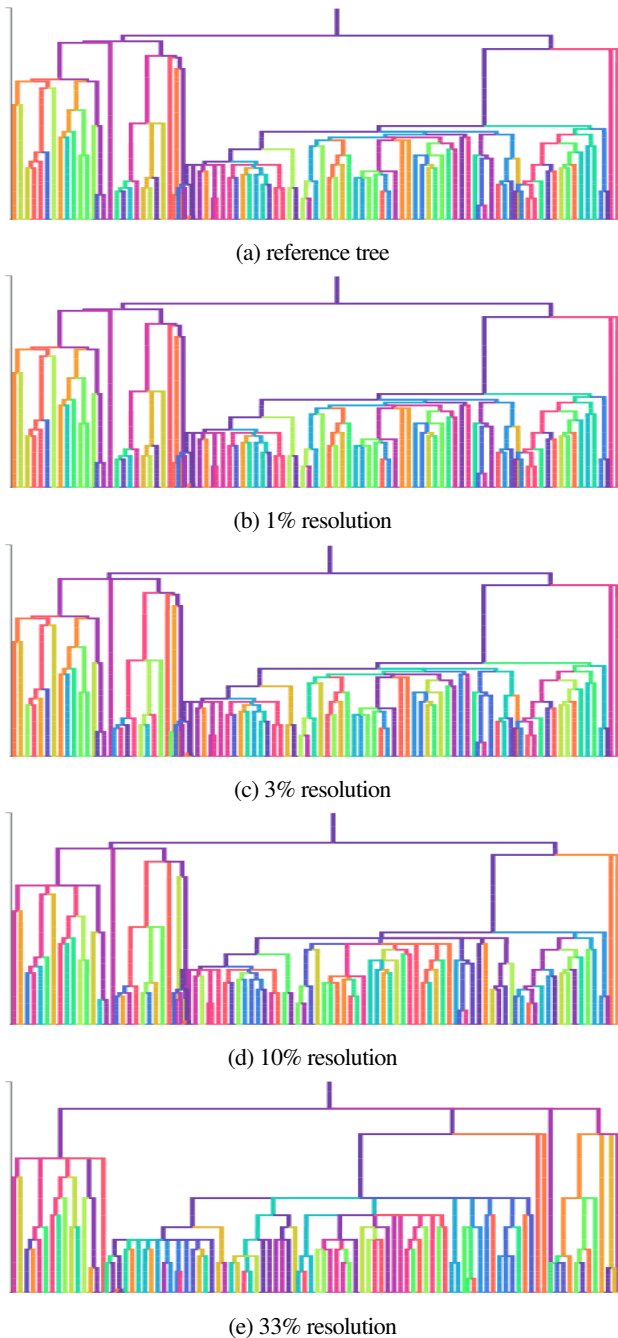 (a) reference tree
(b) 1% resolution
(c) 3% resolution
(d) 10% resolution
(e) 33% resolution